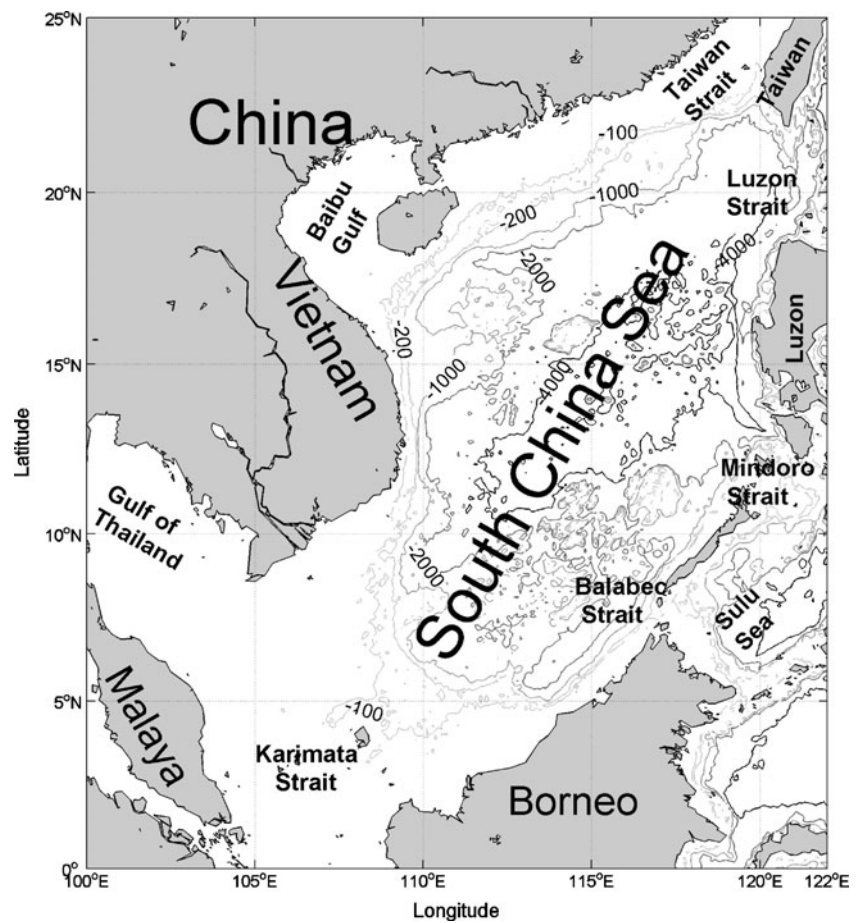 25°N
20°N
15°N
10°N
5°N
0°
Latitude
China
Taiwan
Strait
Taiwan
-100
-1000
Luzon
Strait
-200
Baibu
Gulf
-4000
-2000
Vietnam
South China Sea
-200
Luzon
-1000
-4000
Mindoro
Strait
Gulf of
Thailand
-2000
Balabec
Strait
Sulu
Sea
Malaya
-100
Karimata
Strait
Borneo
100°E
105°E
110°E
115°E
120°E
122°E
Longitude